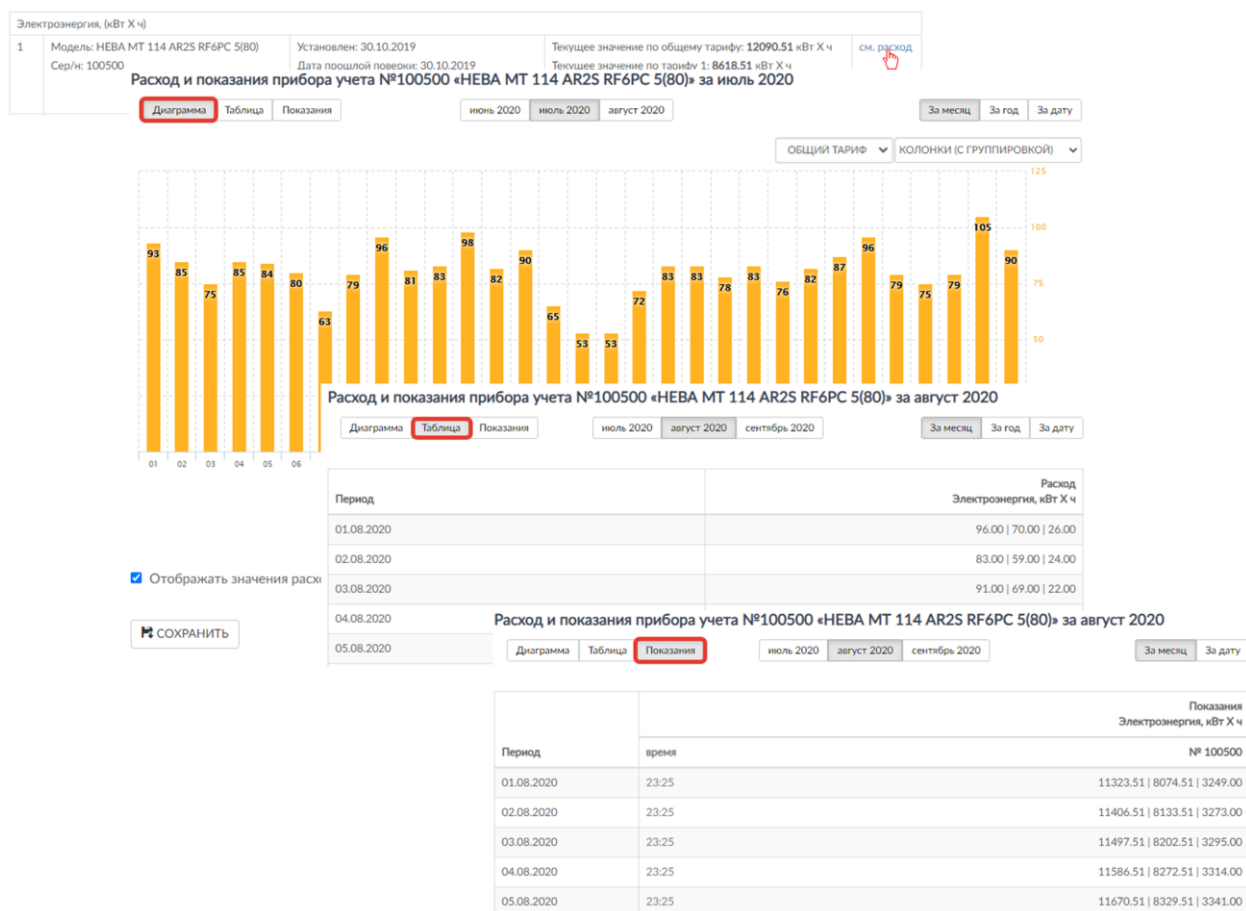 Электроэнергия, (кВт Х ч)
1 Модель: НЕВА МТ 114 AR2S RF6PC 5(80) Установлен: 30.10.2019 Текущее значение по общему тарифу: 12090.51 кВт Х ч см. расход
Сер/н: 100500 Дата прошлой поверки: 30.10.2019 Текущее значение по тарифу 1: 8618.51 кВт Х ч
Расход и показания прибора учета №100500 «НЕВА МТ 114 AR2S RF6PC 5(80)» за июль 2020
Диаграмма Таблица Показания июнь 2020 июль 2020 август 2020 За месяц За год За дату
ОБЩИЙ ТАРИФ КОЛОНКИ (С ГРУППИРОВКОЙ)
125
100
75
50
93 85 75 85 84 80 63 79 96 81 83 98 82 90 65 53 53 72 83 83 78 83 76 82 87 96 79 75 79 105 90
01 02 03 04 05 06
Отображать значения расхо
СОХРАНИТЬ
Расход и показания прибора учета №100500 «НЕВА МТ 114 AR2S RF6PC 5(80)» за август 2020
Диаграмма Таблица Показания июль 2020 август 2020 сентябрь 2020 За месяц За год За дату
Расход
Период Электроэнергия, кВт Х ч
01.08.2020 96.00 | 70.00 | 26.00
02.08.2020 83.00 | 59.00 | 24.00
03.08.2020 91.00 | 69.00 | 22.00
04.08.2020
05.08.2020
Расход и показания прибора учета №100500 «НЕВА МТ 114 AR2S RF6PC 5(80)» за август 2020
Диаграмма Таблица Показания июль 2020 август 2020 сентябрь 2020 За месяц За дату
Показания
Электроэнергия, кВт Х ч
Период время № 100500
01.08.2020 23:25 11323.51 | 8074.51 | 3249.00
02.08.2020 23:25 11406.51 | 8133.51 | 3273.00
03.08.2020 23:25 11497.51 | 8202.51 | 3295.00
04.08.2020 23:25 11586.51 | 8272.51 | 3314.00
05.08.2020 23:25 11670.51 | 8329.51 | 3341.00